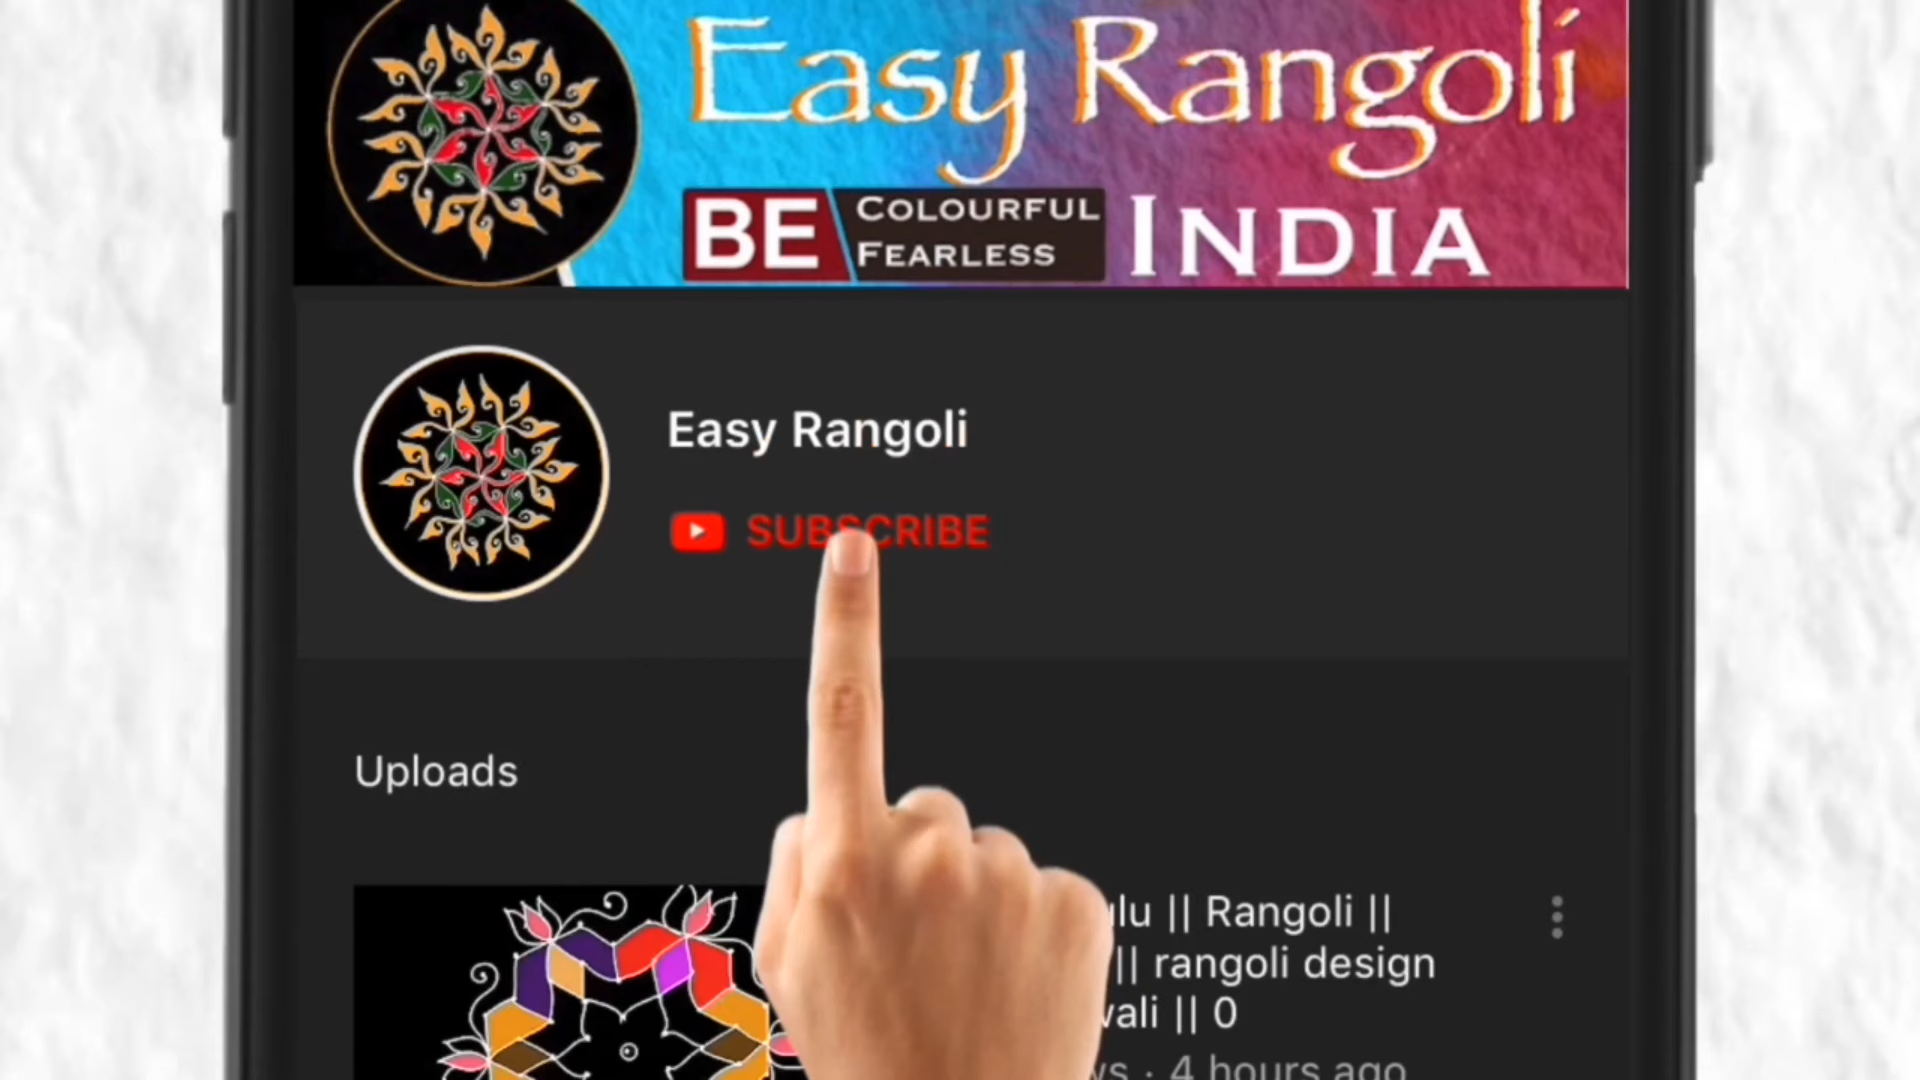 Easy Rangoli
BE COLOURFUL FEARLESS INDIA
Easy Rangoli
SUBSCRIBE
Uploads
|| Rangoli ||
|| rangoli design
|| 0
4 hours ago